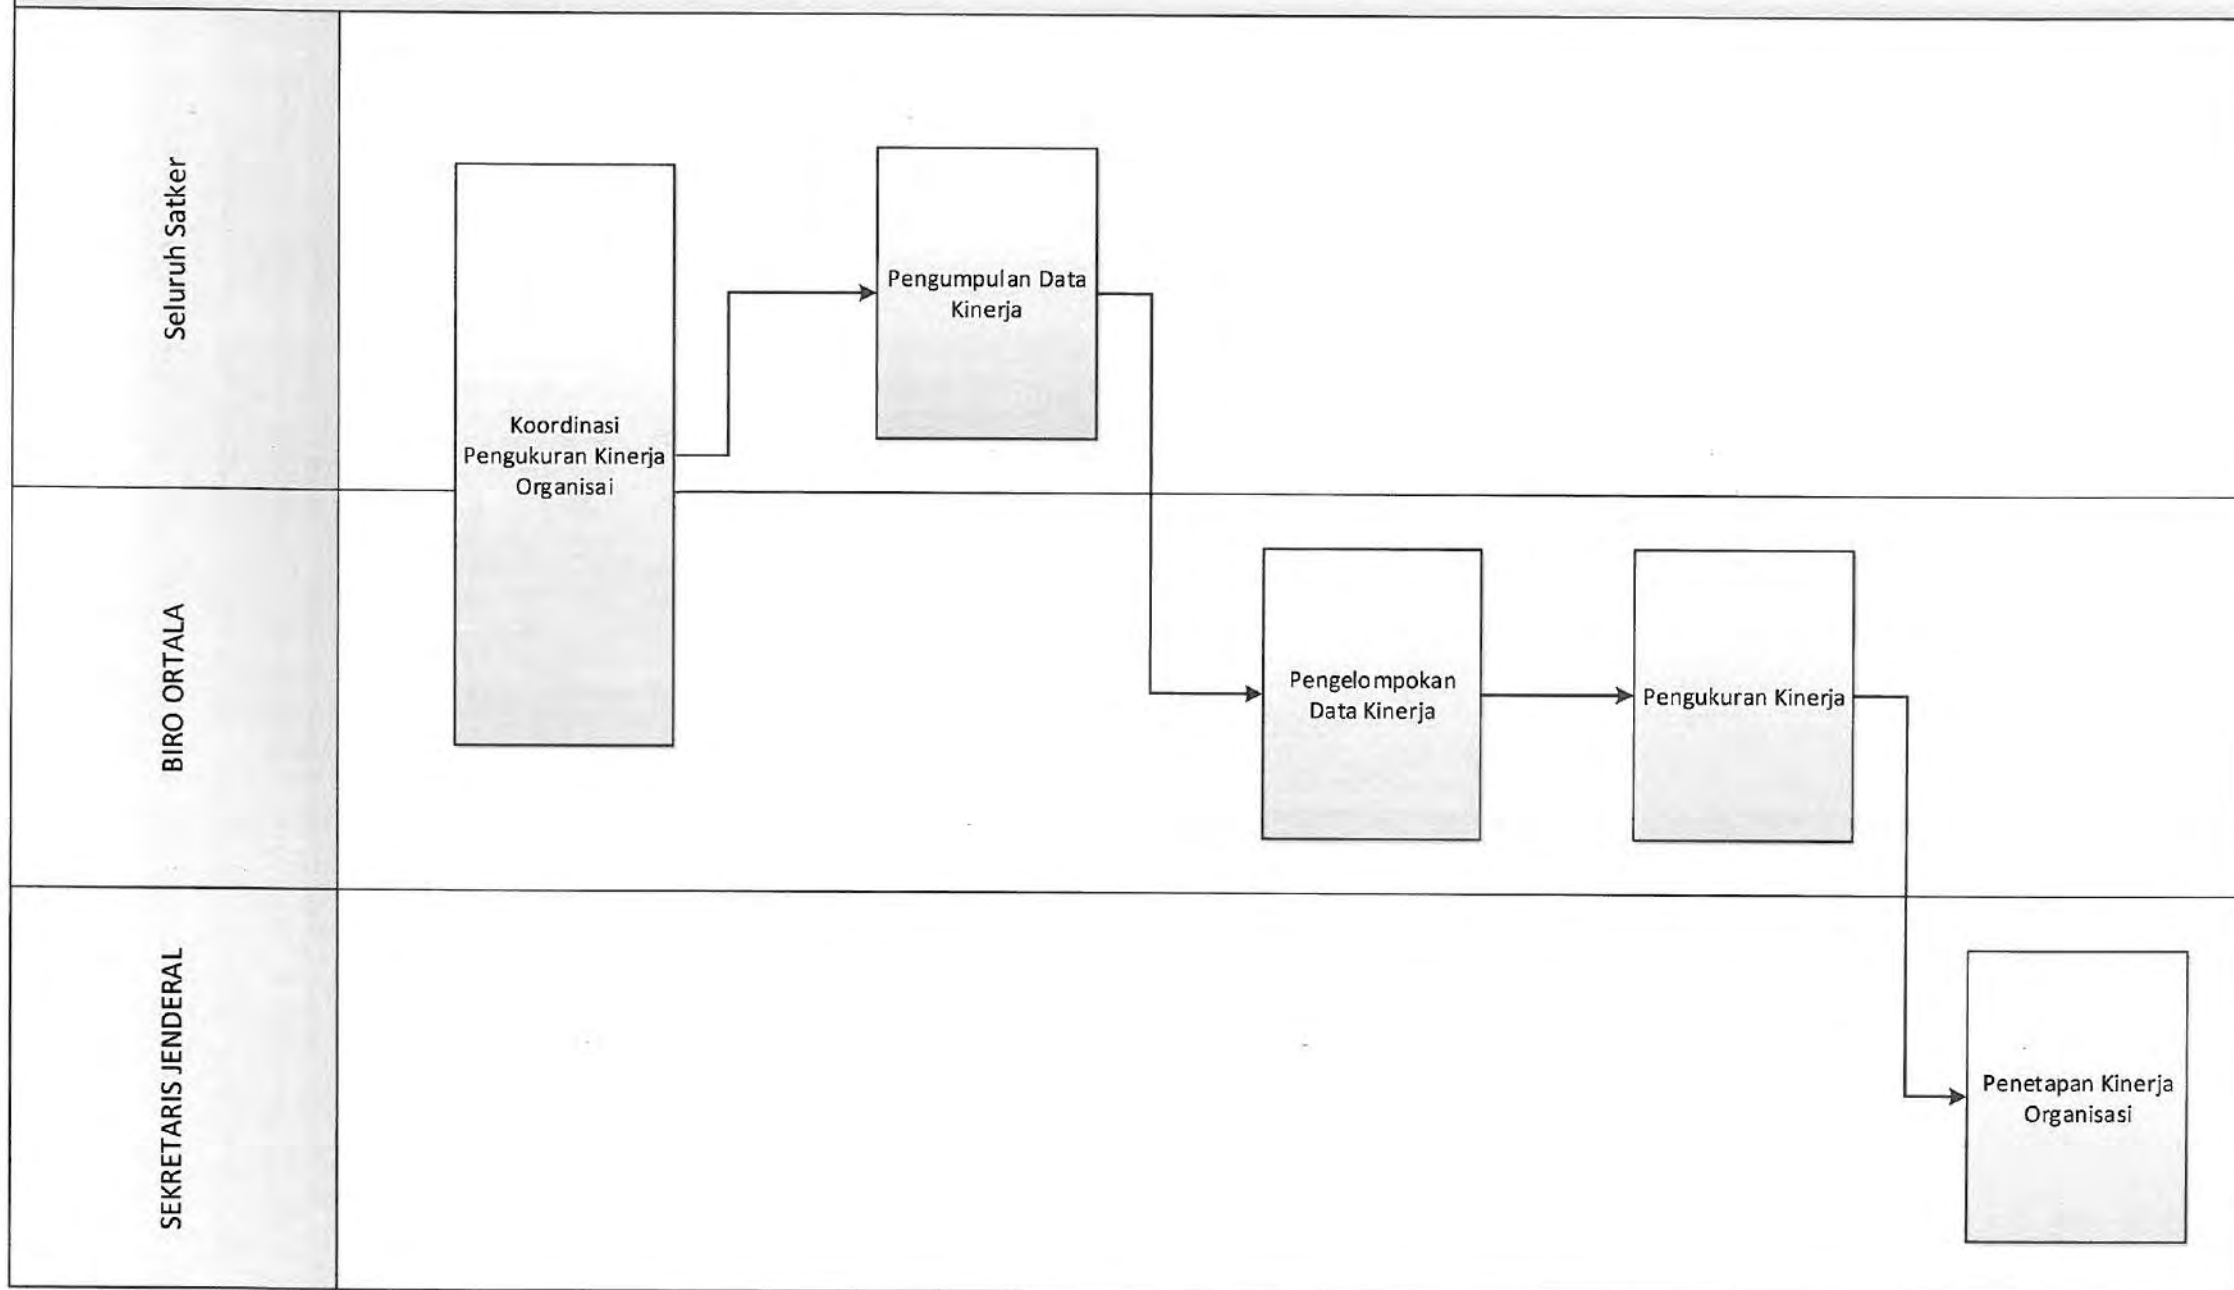 Seluruh Satker
Koordinasi
Pengukuran Kinerja
Organisai
Pengumpulan Data
Kinerja
BIRO ORTALA
Pengelompokan
Data Kinerja
Pengukuran Kinerja
SEKRETARIS JENDERAL
Penetapan Kinerja
Organisasi